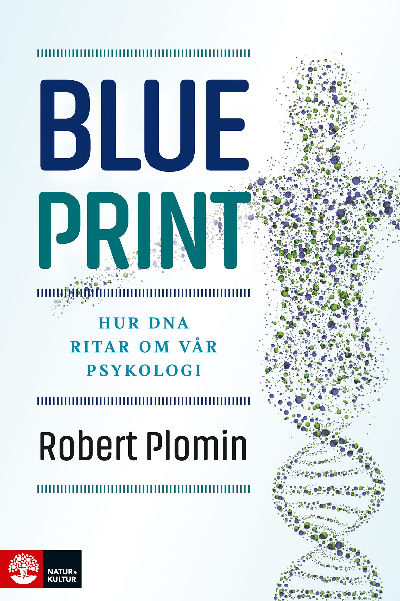 BLUE
PRINT
HUR DNA
RITAR OM VÅR
PSYKOLOGI
Robert Plomin
NATUR &
KULTUR